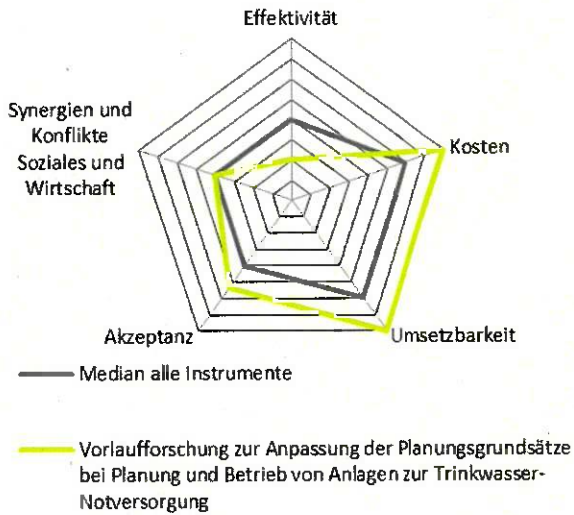 Effektivität
Synergien und
Konflikte
Soziales und
Wirtschaft
Kosten
Akzeptanz
Umsetzbarkeit
Median alle Instrumente
Vorlaufforschung zur Anpassung der Planungsgrundsätze
bei Planung und Betrieb von Anlagen zur Trinkwasser-
Notversorgung